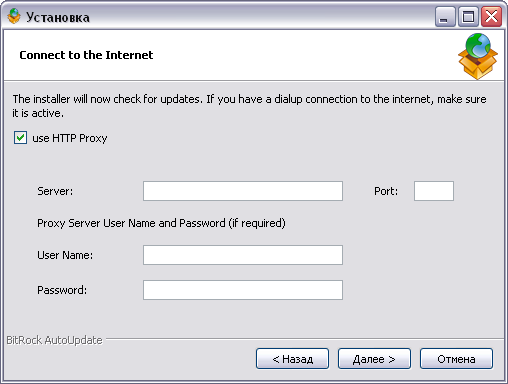 Установка
Connect to the Internet
The installer will now check for updates. If you have a dialup connection to the internet, make sure
it is active.
use HTTP Proxy
Server: Port:
Proxy Server User Name and Password (if required)
User Name:
Password:
BitRock AutoUpdate
< Назад Далее > Отмена